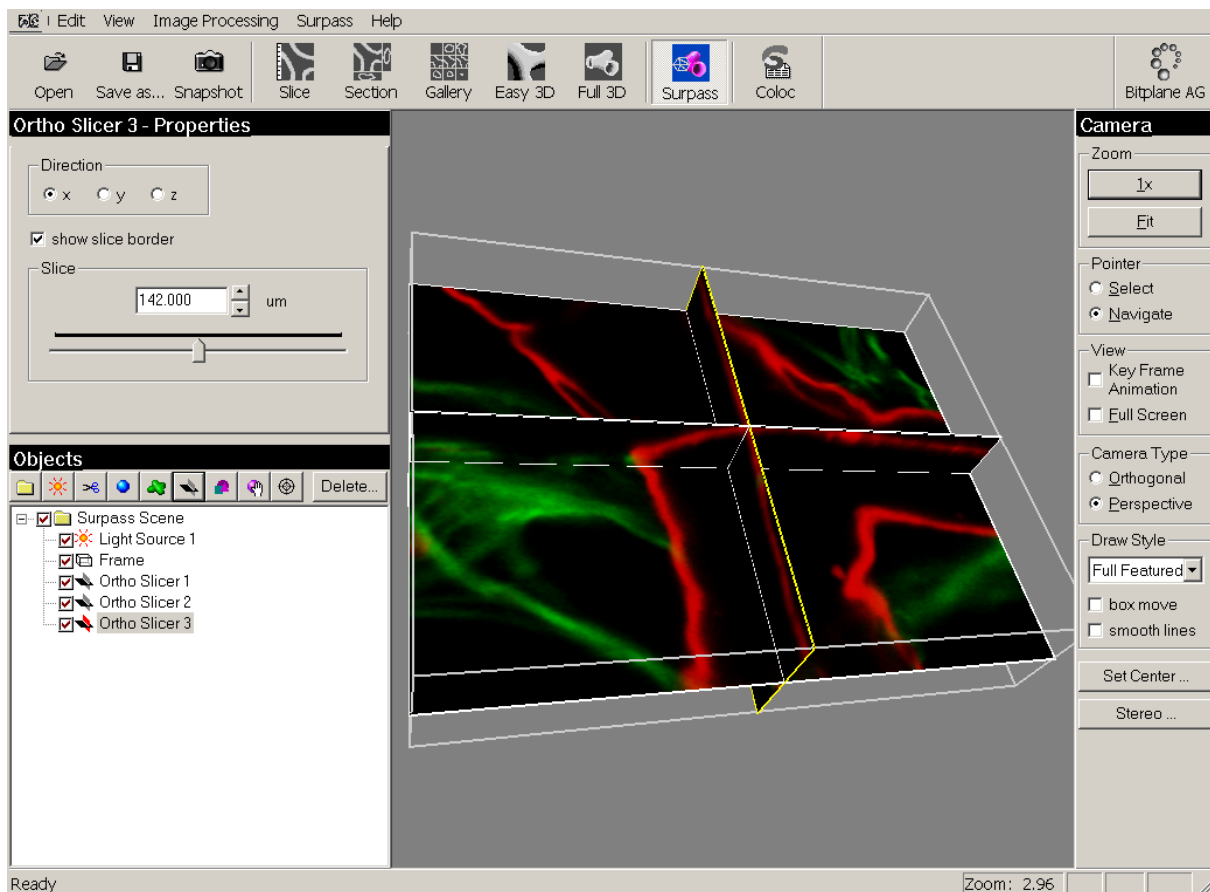 Edit View Image Processing Surpass Help
Open Save as... Snapshot Slice Section Gallery Easy 3D Full 3D Surpass Coloc Bitplane AG
Ortho Slicer 3 - Properties
Direction
x y z
show slice border
Slice
142.000 um
Objects
Delete...
Surpass Scene
Light Source 1
Frame
Ortho Slicer 1
Ortho Slicer 2
Ortho Slicer 3
Camera
Zoom
1x
Fit
Pointer
Select
Navigate
View
Key Frame
Animation
Full Screen
Camera Type
Orthogonal
Perspective
Draw Style
Full Featured
box move
smooth lines
Set Center ...
Stereo ...
Ready Zoom: 2.96